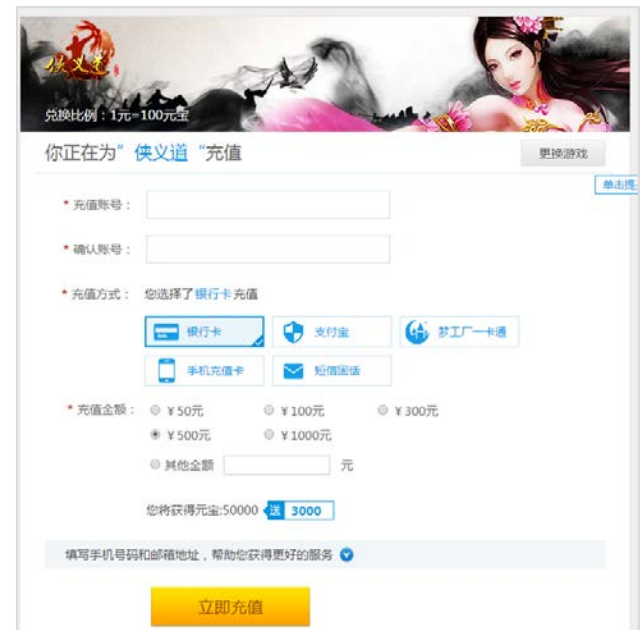 侠义道
兑换比例：1元=100元宝
你正在为“ 侠义道 “充值
更换游戏
单击提
* 充值账号：
* 确认账号：
* 充值方式： 您选择了银行卡充值
银行卡 支付宝 梦工厂一卡通
手机充值卡 短信固话
* 充值金额： ¥50元 ¥100元 ¥300元
¥500元 ¥1000元
其他金额 元
您将获得元宝:50000 送 3000
填写手机号码和邮箱地址，帮助您获得更好的服务
立即充值